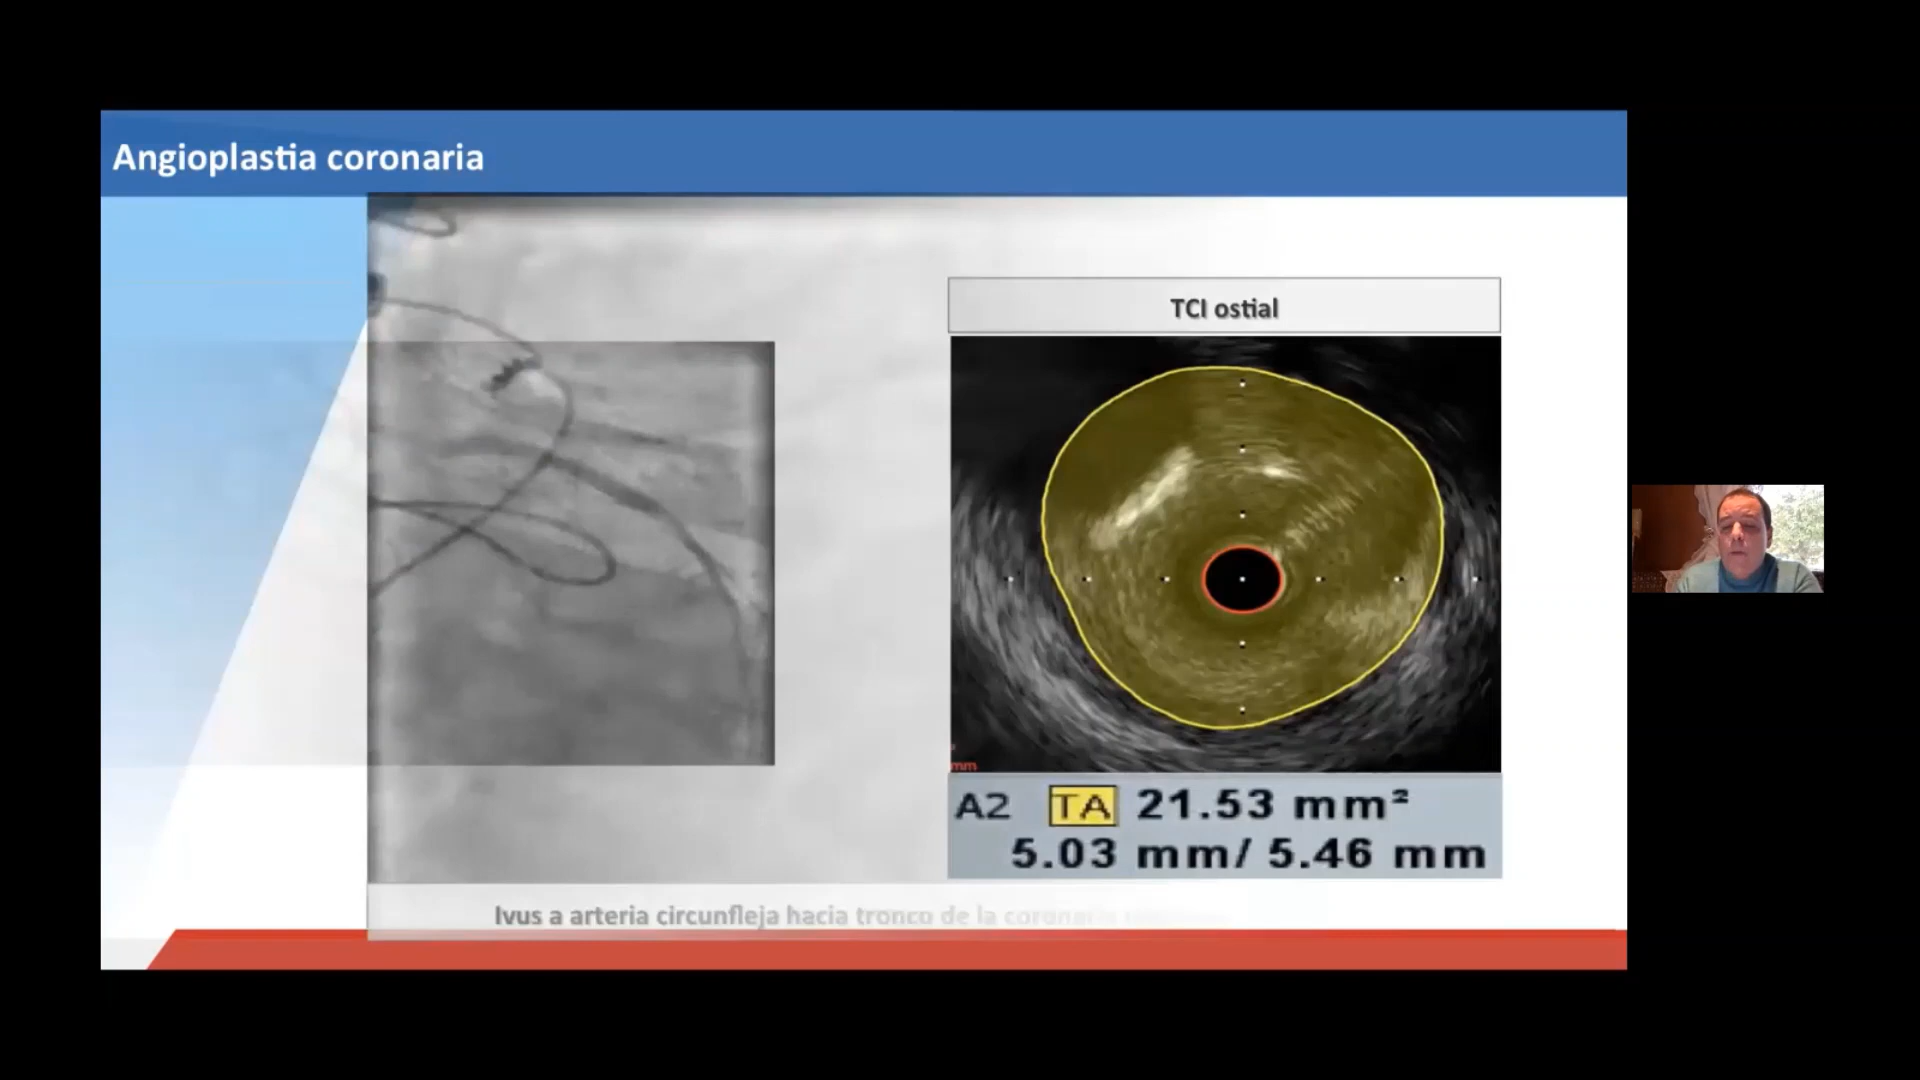 Angioplastia coronaria
TCI ostial
mm
A2 TA 21.53 mm²
5.03 mm/ 5.46 mm
Ivus a arteria circunfleja hacia tronco de la coronaria